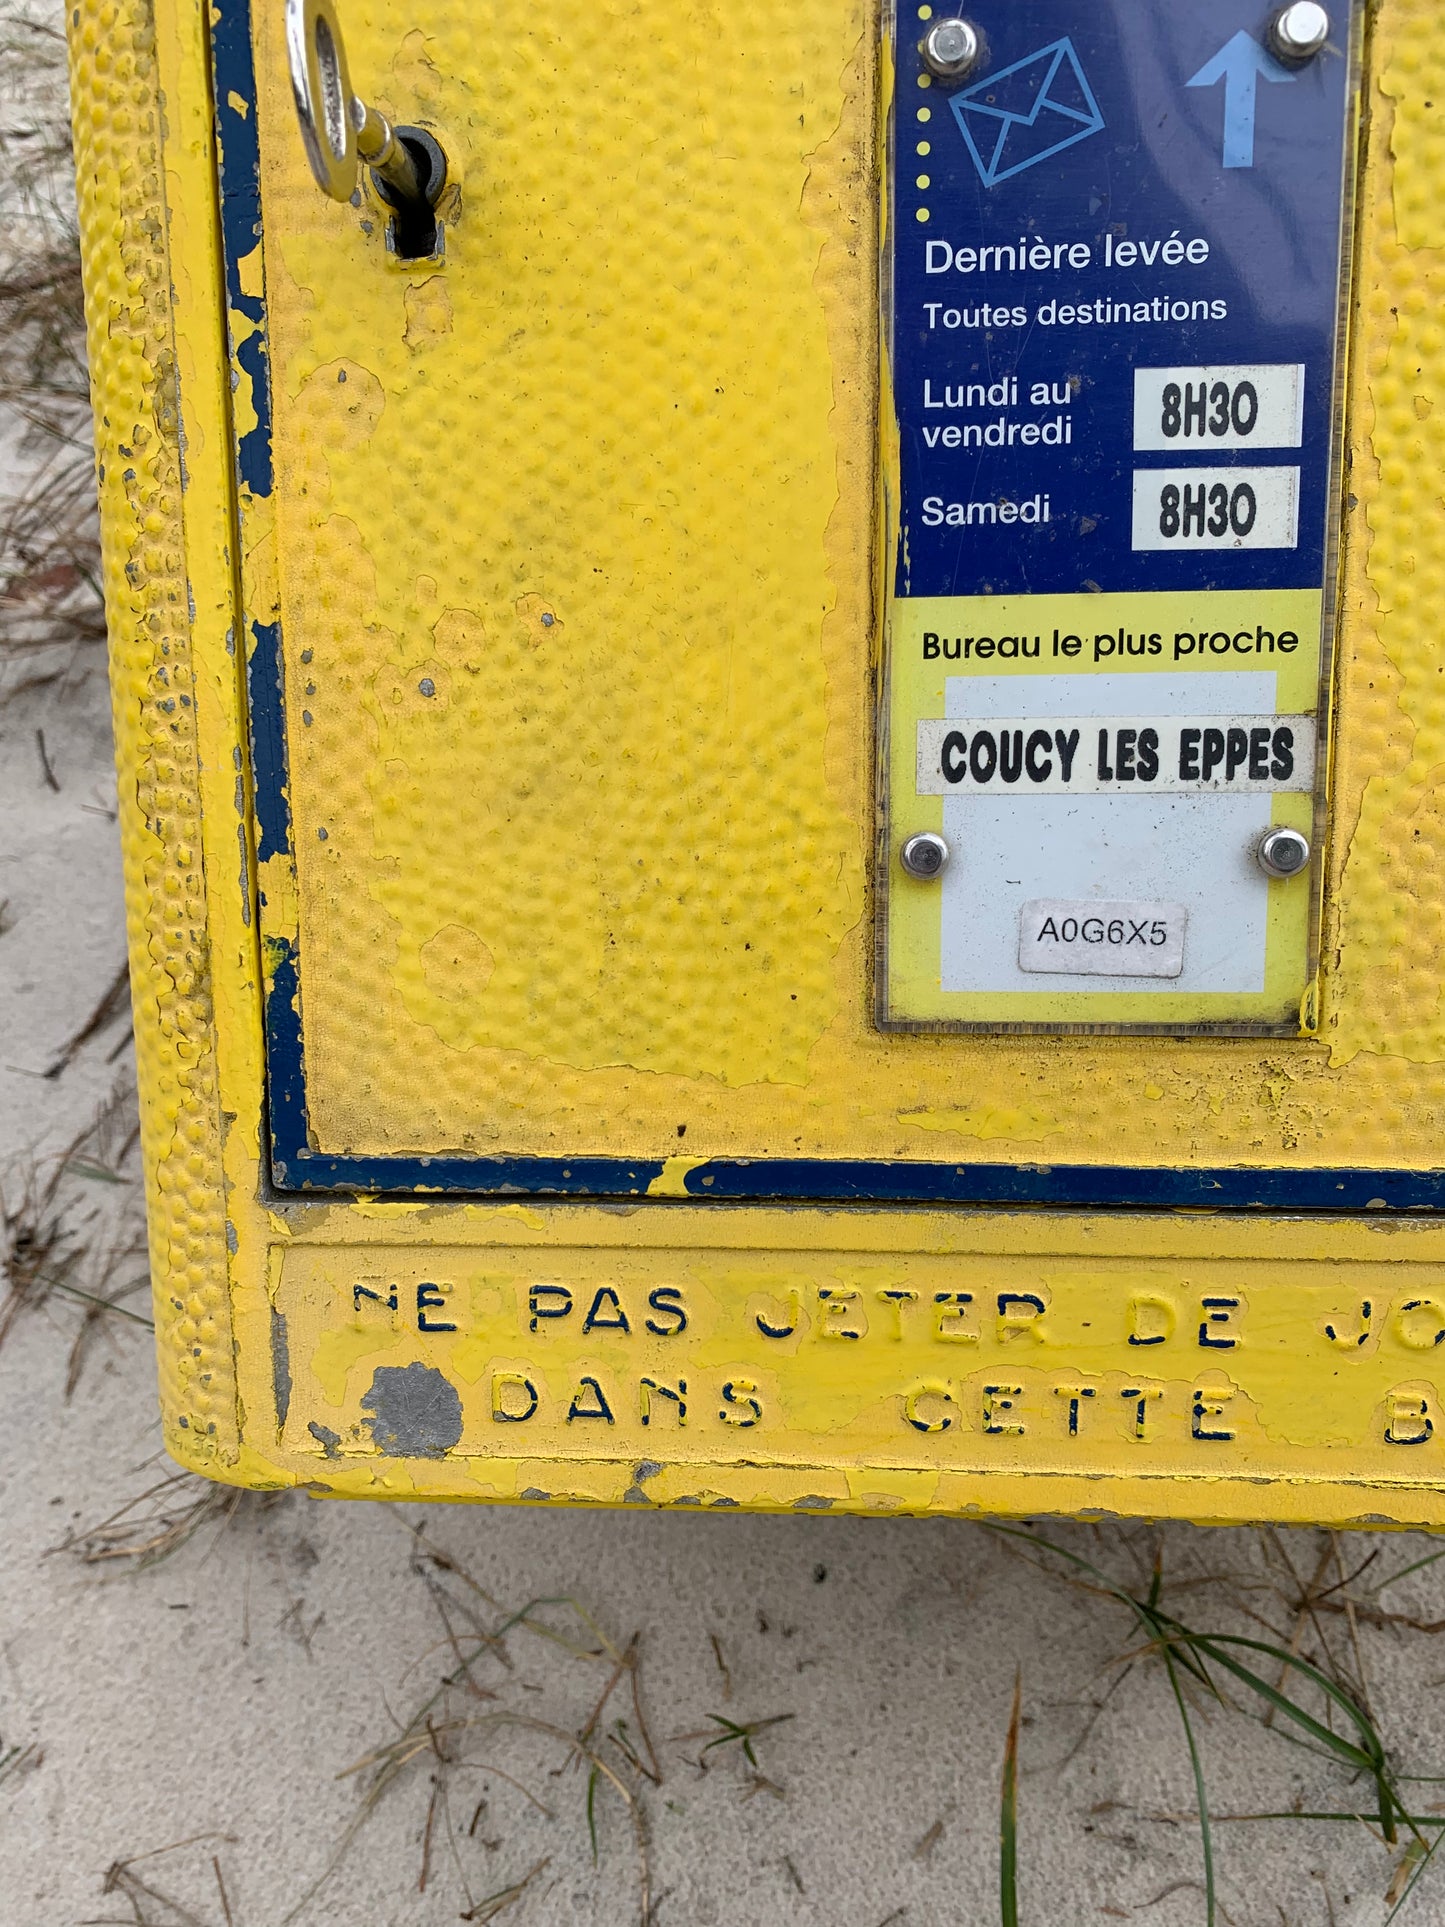 Dernière levée
Toutes destinations
Lundi au
vendredi
8H30
Samedi
8H30
Bureau le plus proche
COUCY LES EPPES
A0G6X5
NE PAS JETER DE JO
DANS CETTE B